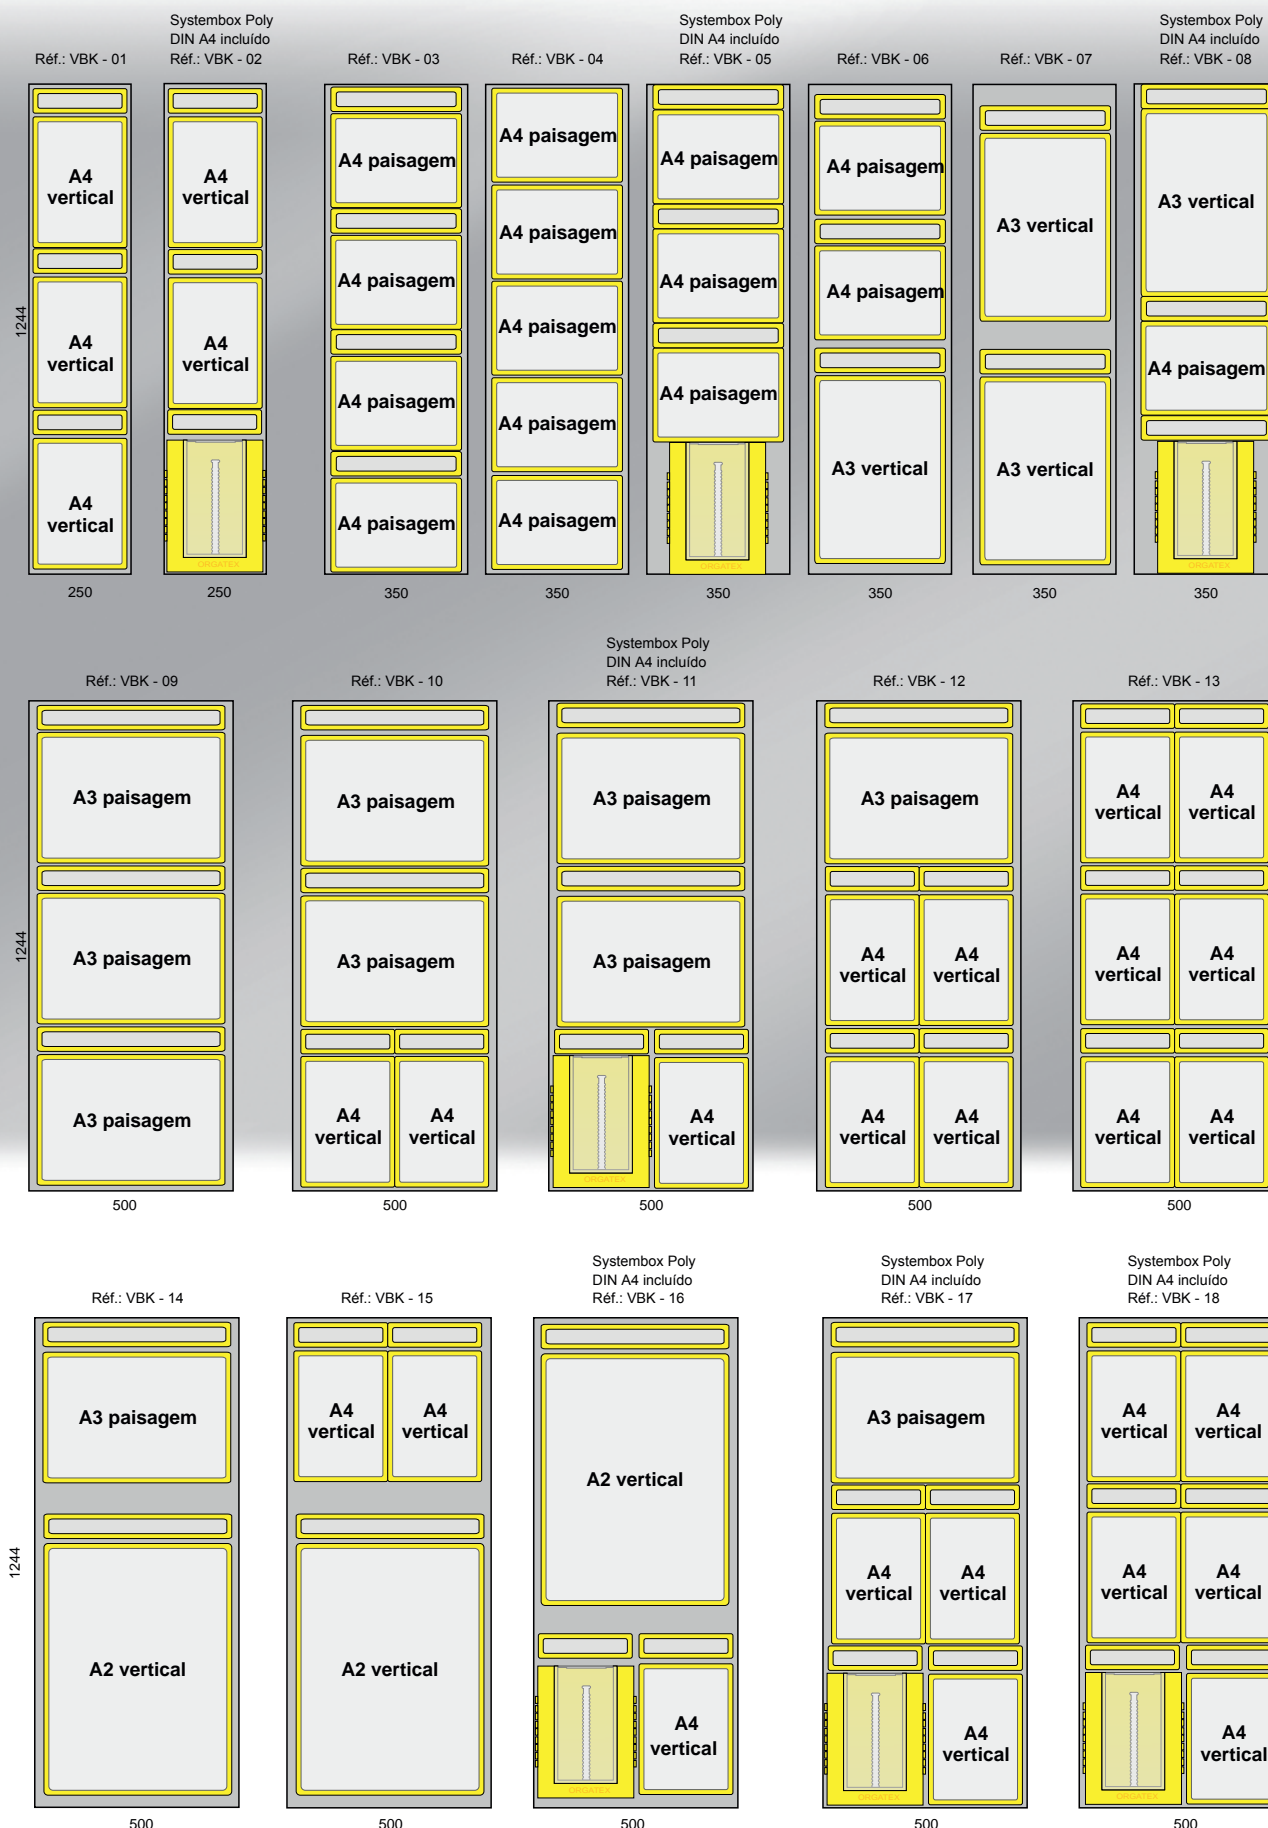 Réf.: VBK - 01
Systembox Poly
DIN A4 incluído
Réf.: VBK - 02
Réf.: VBK - 03
Réf.: VBK - 04
Systembox Poly
DIN A4 incluído
Réf.: VBK - 05
Réf.: VBK - 06
Réf.: VBK - 07
Systembox Poly
DIN A4 incluído
Réf.: VBK - 08
1244
A4
vertical
A4
vertical
A4
vertical
250
A4
vertical
A4
vertical
ORGATEX
250
A4 paisagem
A4 paisagem
A4 paisagem
A4 paisagem
350
A4 paisagem
A4 paisagem
A4 paisagem
A4 paisagem
A4 paisagem
350
A4 paisagem
A4 paisagem
A4 paisagem
ORGATEX
350
A4 paisagem
A4 paisagem
A3 vertical
350
A3 vertical
A3 vertical
350
A3 vertical
A4 paisagem
ORGATEX
350
Réf.: VBK - 09
Réf.: VBK - 10
Systembox Poly
DIN A4 incluído
Réf.: VBK - 11
Réf.: VBK - 12
Réf.: VBK - 13
1244
A3 paisagem
A3 paisagem
A3 paisagem
500
A3 paisagem
A3 paisagem
A4
vertical
A4
vertical
500
A3 paisagem
A3 paisagem
ORGATEX
A4
vertical
500
A3 paisagem
A4
vertical
A4
vertical
A4
vertical
A4
vertical
500
A4
vertical
A4
vertical
A4
vertical
A4
vertical
A4
vertical
A4
vertical
500
Réf.: VBK - 14
Réf.: VBK - 15
Systembox Poly
DIN A4 incluído
Réf.: VBK - 16
Systembox Poly
DIN A4 incluído
Réf.: VBK - 17
Systembox Poly
DIN A4 incluído
Réf.: VBK - 18
1244
A3 paisagem
A2 vertical
500
A4
vertical
A4
vertical
A2 vertical
500
A2 vertical
ORGATEX
A4
vertical
500
A3 paisagem
A4
vertical
A4
vertical
ORGATEX
A4
vertical
500
A4
vertical
A4
vertical
A4
vertical
A4
vertical
ORGATEX
A4
vertical
500